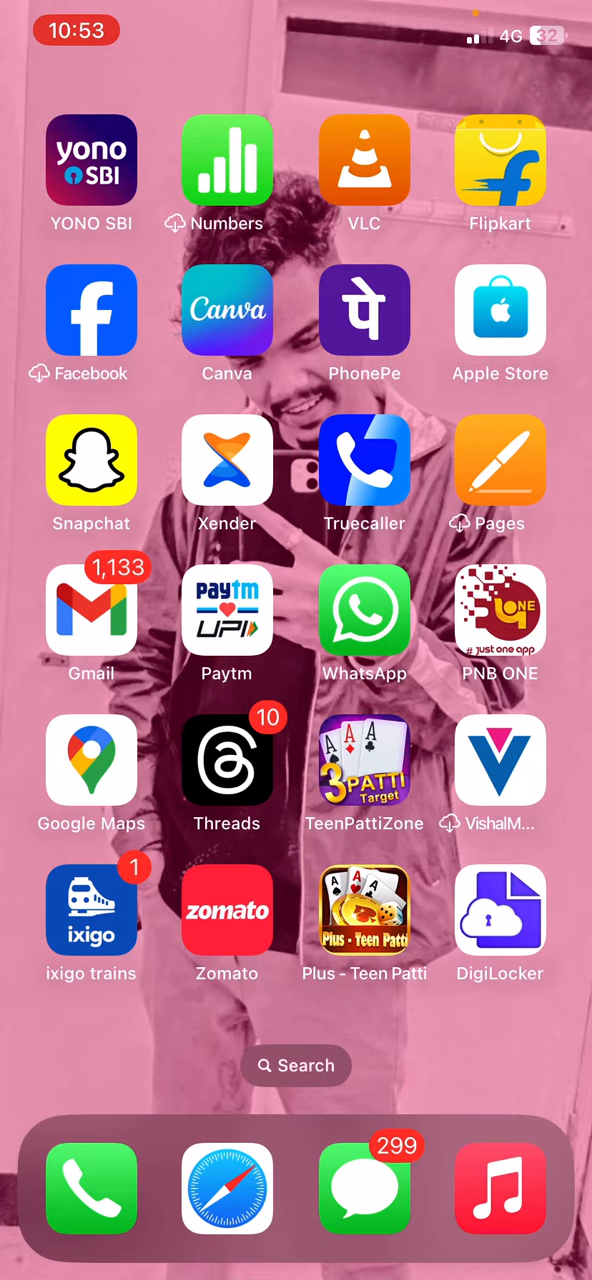 10:53
4G 32
yono
SBI
YONO SBI
Numbers
VLC
Flipkart
Canva
पे
Facebook
Canva
PhonePe
Apple Store
Snapchat
Xender
Truecaller
Pages
1,133
paytm
UPI
ONE
# just one app
Gmail
Paytm
WhatsApp
PNB ONE
10
A A A
3PATTI
Target
Google Maps
Threads
TeenPattiZone
VishalM...
1
ixigo
zomato
A A A
Plus - Teen Patti
ixigo trains
Zomato
Plus - Teen Patti
DigiLocker
Search
299